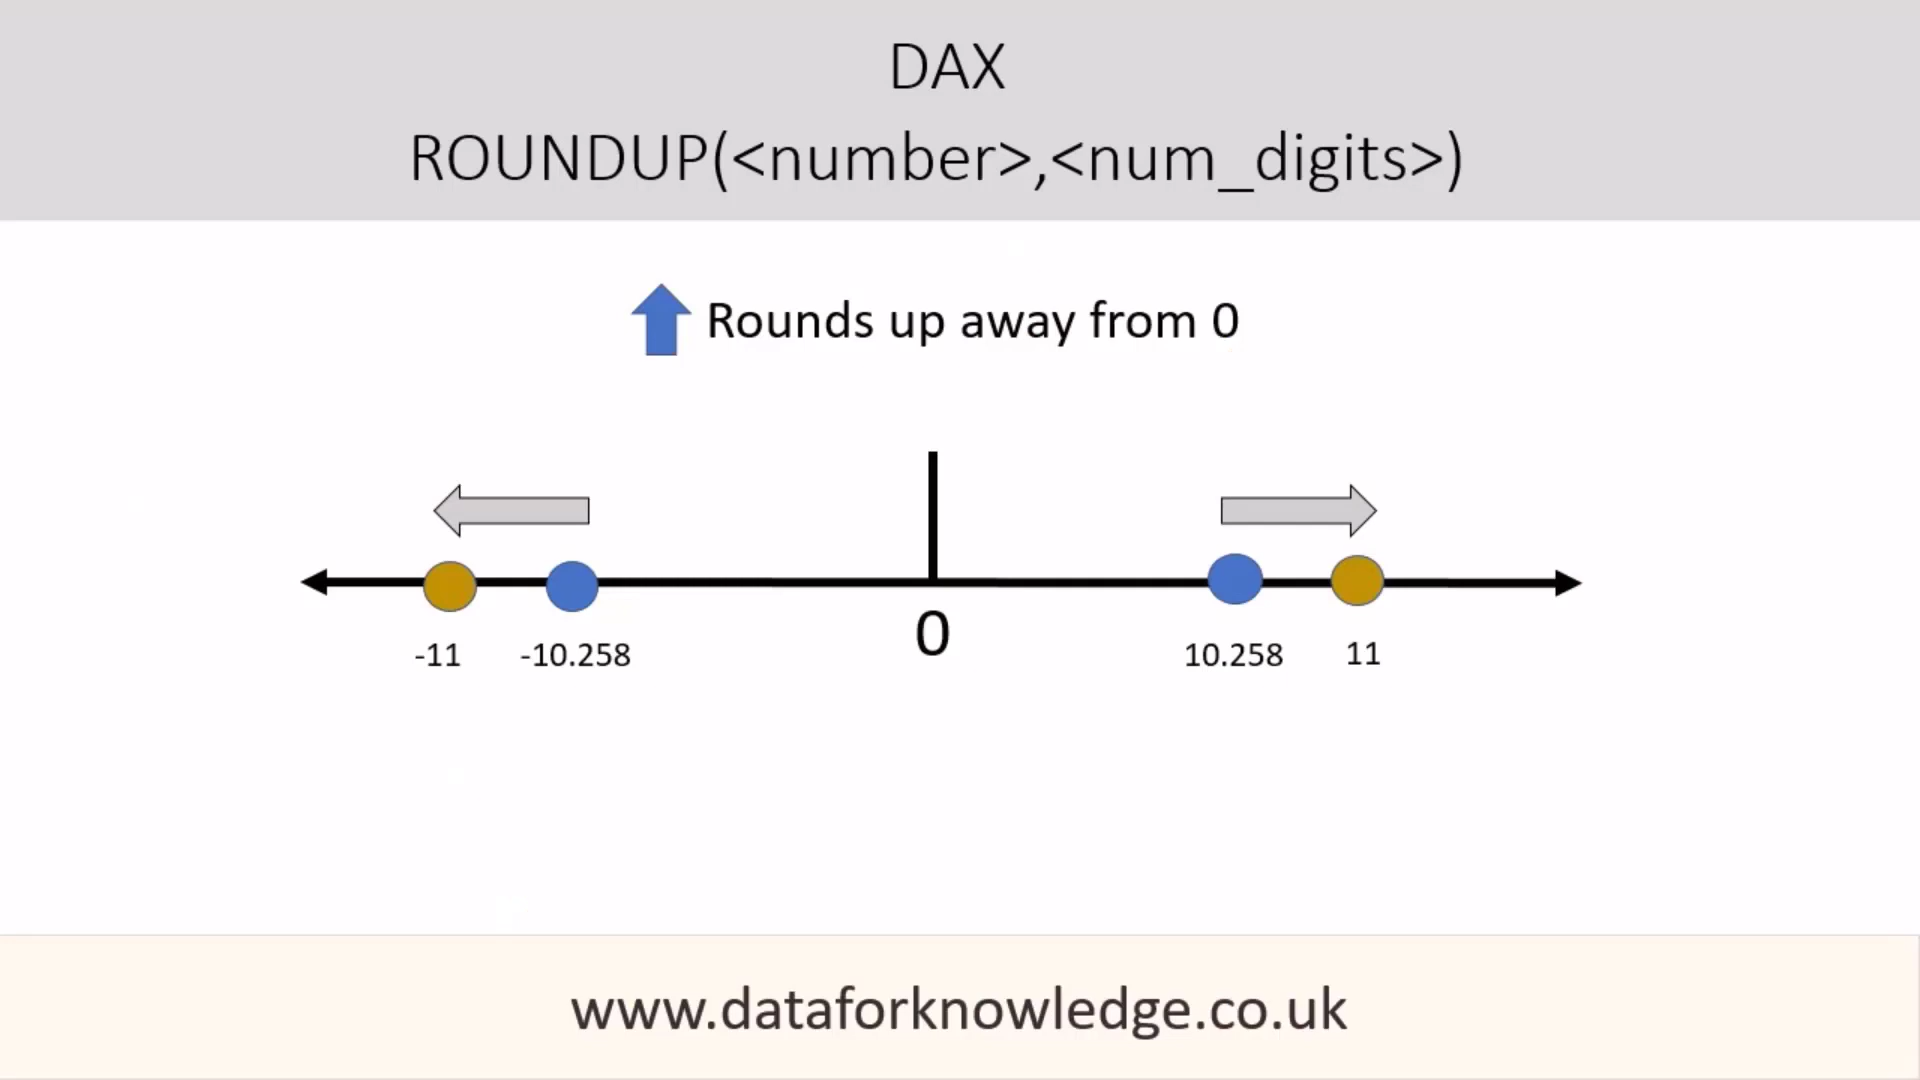 DAX
ROUNDUP(<number>,<num_digits>)
Rounds up away from 0
0
-11 -10.258 10.258 11
www.dataforknowledge.co.uk